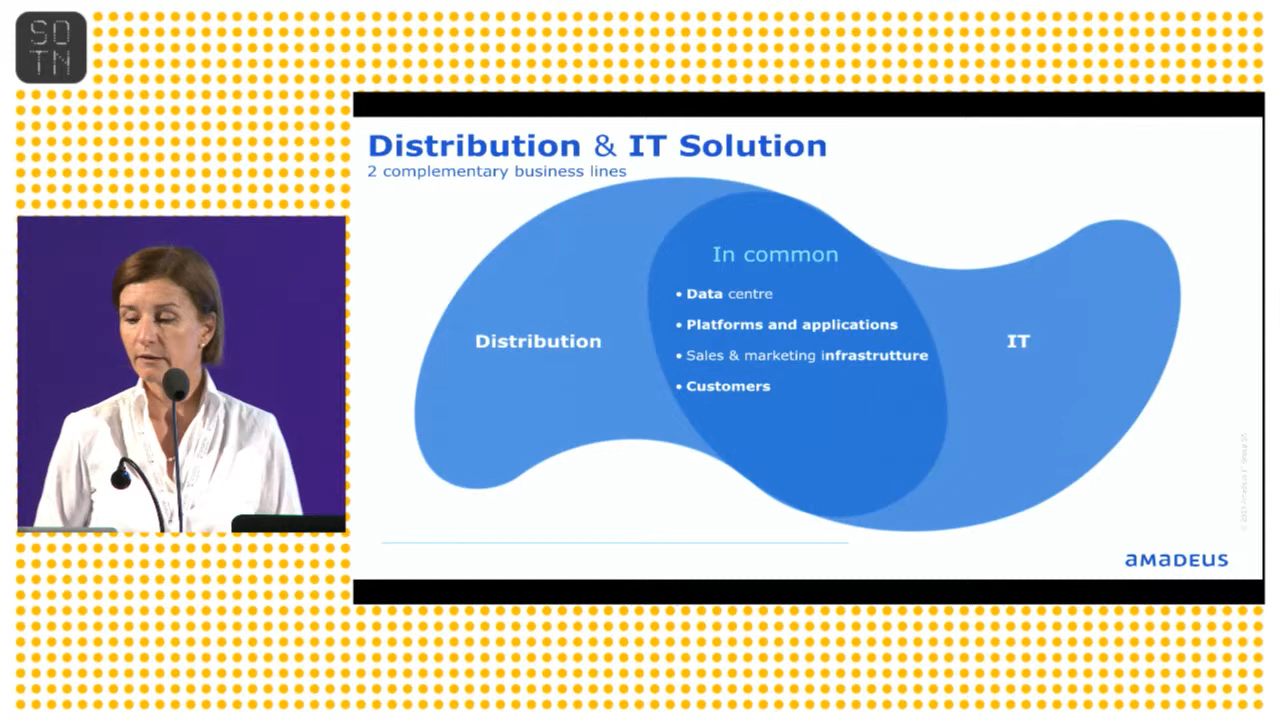 SO
TN
Distribution & IT Solution
2 complementary business lines
In common
• Data centre
• Platforms and applications
• Sales & marketing infrastrutture
• Customers
Distribution
IT
amadeus